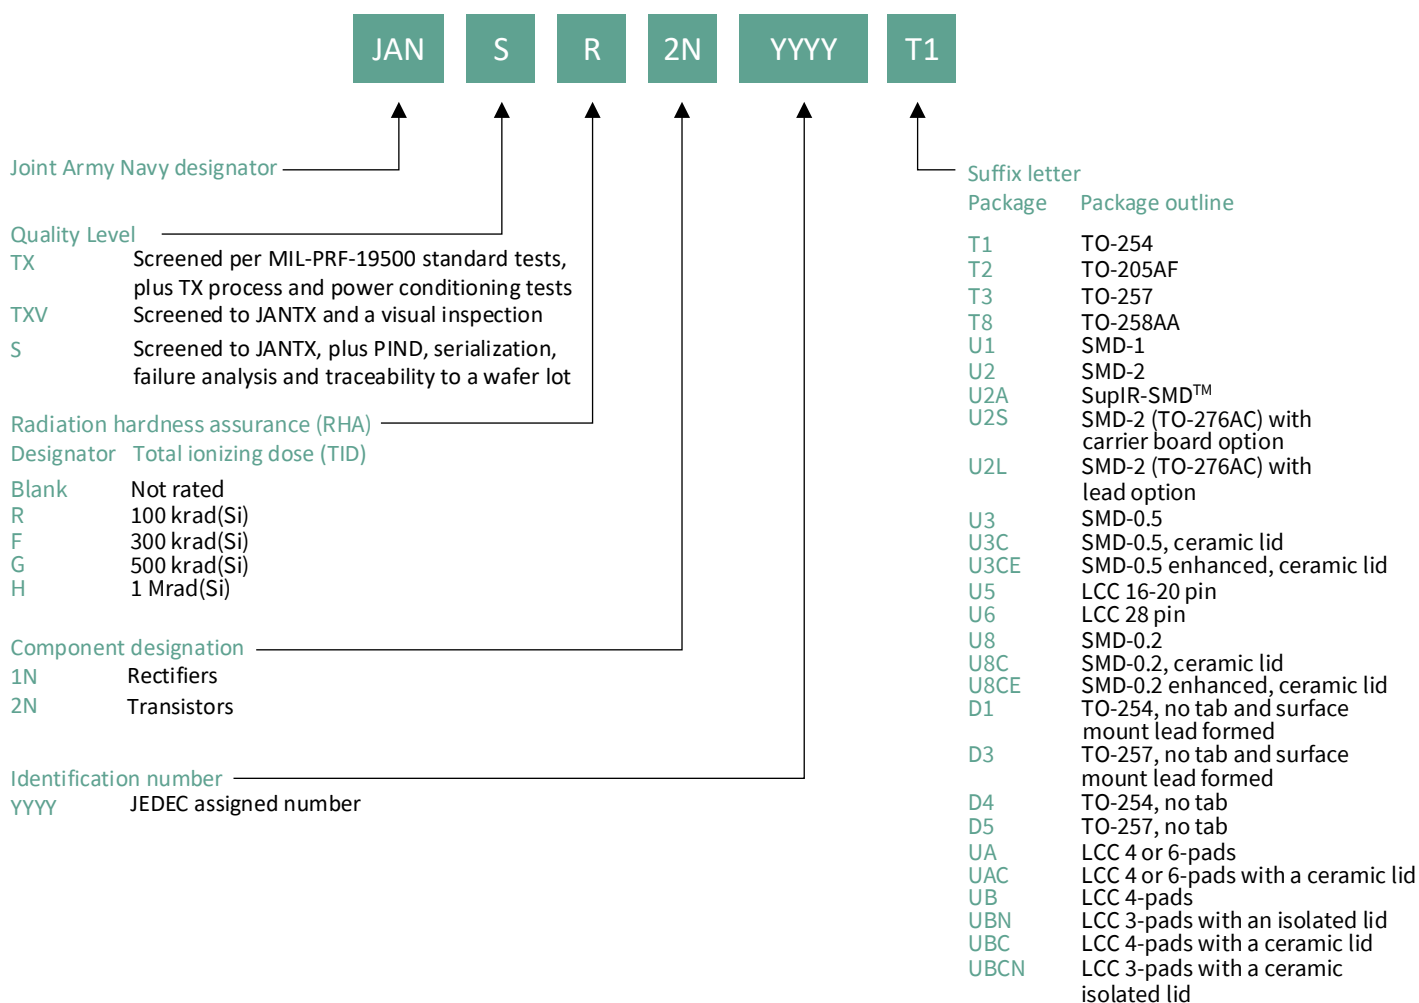 JAN S R 2N YYYY T1
Joint Army Navy designator
Quality Level
TX Screened per MIL-PRF-19500 standard tests,
plus TX process and power conditioning tests
TXV Screened to JANTX and a visual inspection
S Screened to JANTX, plus PIND, serialization,
failure analysis and traceability to a wafer lot
Radiation hardness assurance (RHA)
Designator Total ionizing dose (TID)
Blank Not rated
R 100 krad(Si)
F 300 krad(Si)
G 500 krad(Si)
H 1 Mrad(Si)
Component designation
1N Rectifiers
2N Transistors
Identification number
YYYY JEDEC assigned number
Suffix letter
Package Package outline
T1 TO-254
T2 TO-205AF
T3 TO-257
T8 TO-258AA
U1 SMD-1
U2 SMD-2
U2A SupIR-SMD™
U2S SMD-2 (TO-276AC) with
carrier board option
U2L SMD-2 (TO-276AC) with
lead option
U3 SMD-0.5
U3C SMD-0.5, ceramic lid
U3CE SMD-0.5 enhanced, ceramic lid
U5 LCC 16-20 pin
U6 LCC 28 pin
U8 SMD-0.2
U8C SMD-0.2, ceramic lid
U8CE SMD-0.2 enhanced, ceramic lid
D1 TO-254, no tab and surface
mount lead formed
D3 TO-257, no tab and surface
mount lead formed
D4 TO-254, no tab
D5 TO-257, no tab
UA LCC 4 or 6-pads
UAC LCC 4 or 6-pads with a ceramic lid
UB LCC 4-pads
UBN LCC 3-pads with an isolated lid
UBC LCC 4-pads with a ceramic lid
UBCN LCC 3-pads with a ceramic
isolated lid